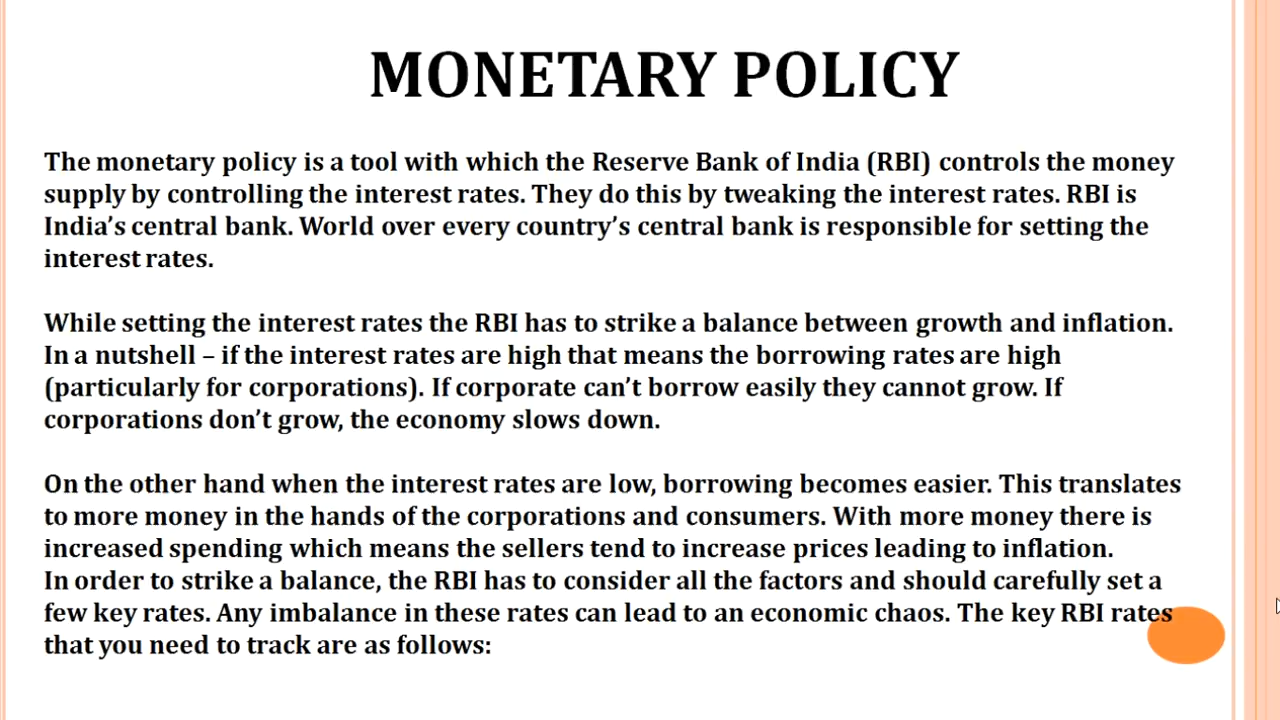 MONETARY POLICY
The monetary policy is a tool with which the Reserve Bank of India (RBI) controls the money
supply by controlling the interest rates. They do this by tweaking the interest rates. RBI is
India’s central bank. World over every country’s central bank is responsible for setting the
interest rates.
While setting the interest rates the RBI has to strike a balance between growth and inflation.
In a nutshell – if the interest rates are high that means the borrowing rates are high
(particularly for corporations). If corporate can’t borrow easily they cannot grow. If
corporations don’t grow, the economy slows down.
On the other hand when the interest rates are low, borrowing becomes easier. This translates
to more money in the hands of the corporations and consumers. With more money there is
increased spending which means the sellers tend to increase prices leading to inflation.
In order to strike a balance, the RBI has to consider all the factors and should carefully set a
few key rates. Any imbalance in these rates can lead to an economic chaos. The key RBI rates
that you need to track are as follows: